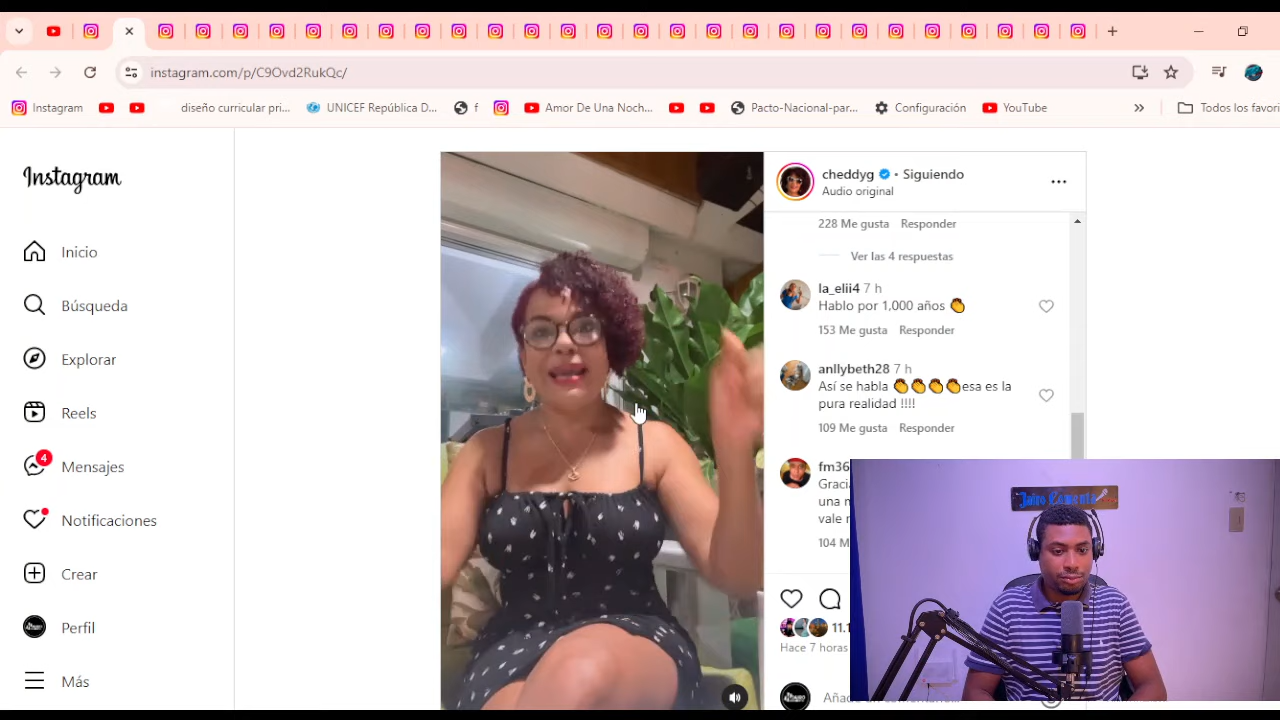 instagram.com/p/C9Ovd2RukQc/
Instagram
diseño curricular pri...
UNICEF República D...
f
Amor De Una Noch...
Pacto-Nacional-par...
Configuración
YouTube
»
Todos los favori
Instagram
Inicio
Búsqueda
Explorar
Reels
4
Mensajes
Notificaciones
Crear
Perfil
Más
cheddyg • Siguiendo
Audio original
228 Me gusta Responder
Ver las 4 respuestas
la_elii4 7 h
Hablo por 1,000 años
153 Me gusta Responder
anllybeth28 7 h
Así se habla esa es la
pura realidad !!!!
109 Me gusta Responder
fm36
Gracia
una m
vale
104 M
11.1
Hace 7 horas
Jairo Comenta